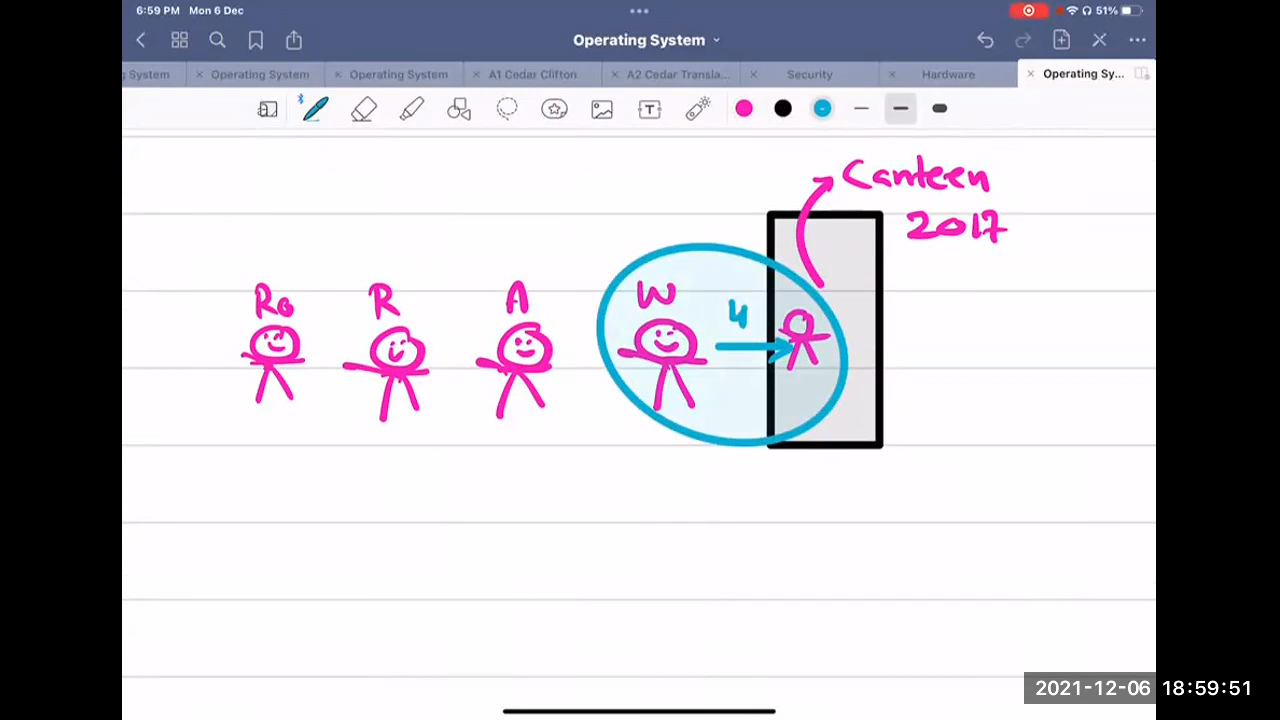 6:59 PM Mon 6 Dec
51%
Operating System
g System
Operating System
Operating System
A1 Cedar Clifton
A2 Cedar Transla...
Security
Hardware
Operating Sy...
T
Canteen
2017
Ro R A W 4
2021-12-06 18:59:51